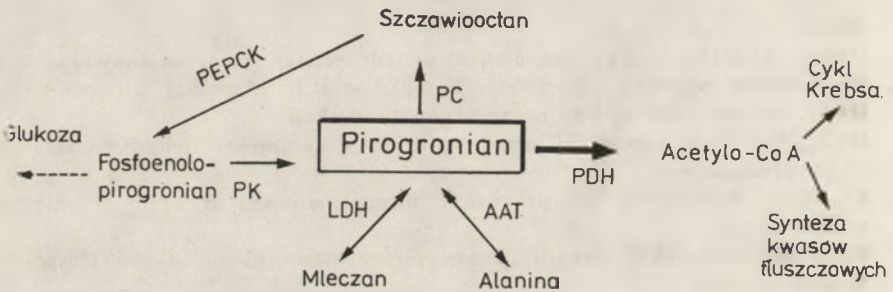 Szczawiooctan
PEPCK
PC
Cykl
Krebsa.
Glukoza
Fosfoenolo-
pirogronian
PK
Pirogronian
PDH
Acetylo-CoA
LDH
AAT
Mleczan
Alanina
Synteza
kwasów
tłuszczowych